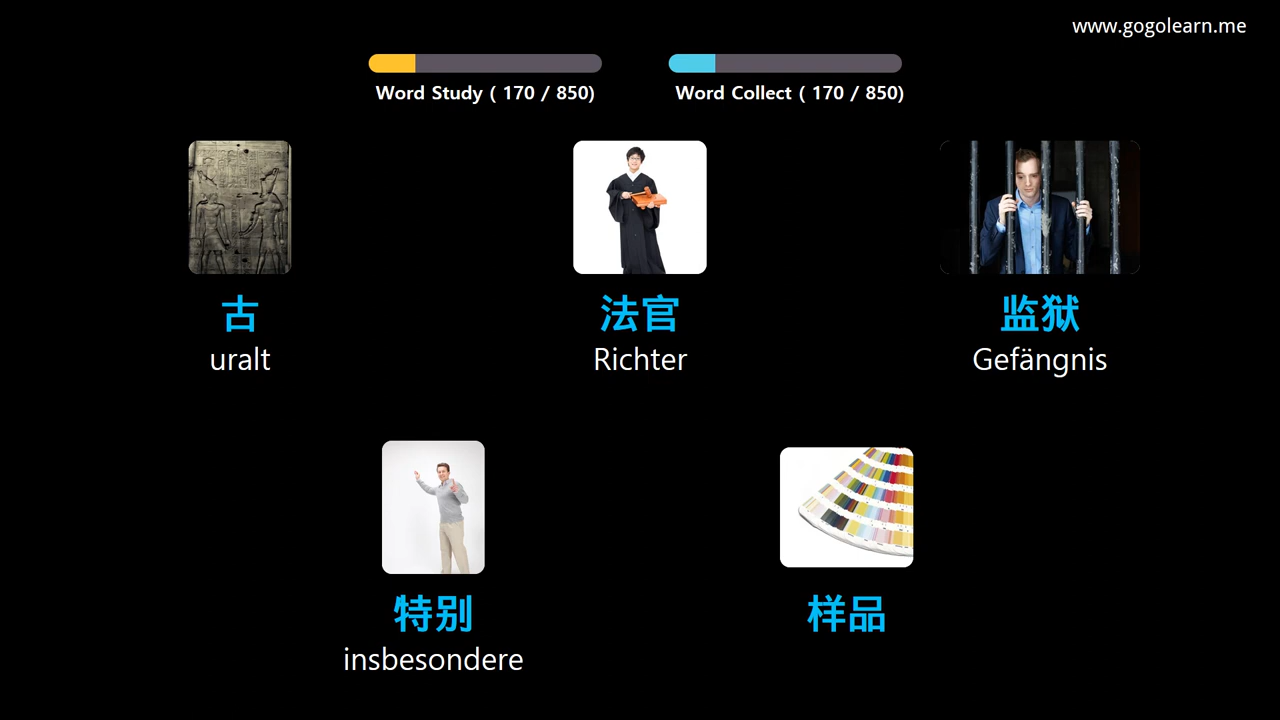 www.gogolearn.me
Word Study ( 170 / 850)
Word Collect ( 170 / 850)
古
法官
监狱
uralt
Richter
Gefängnis
特别
样品
insbesondere